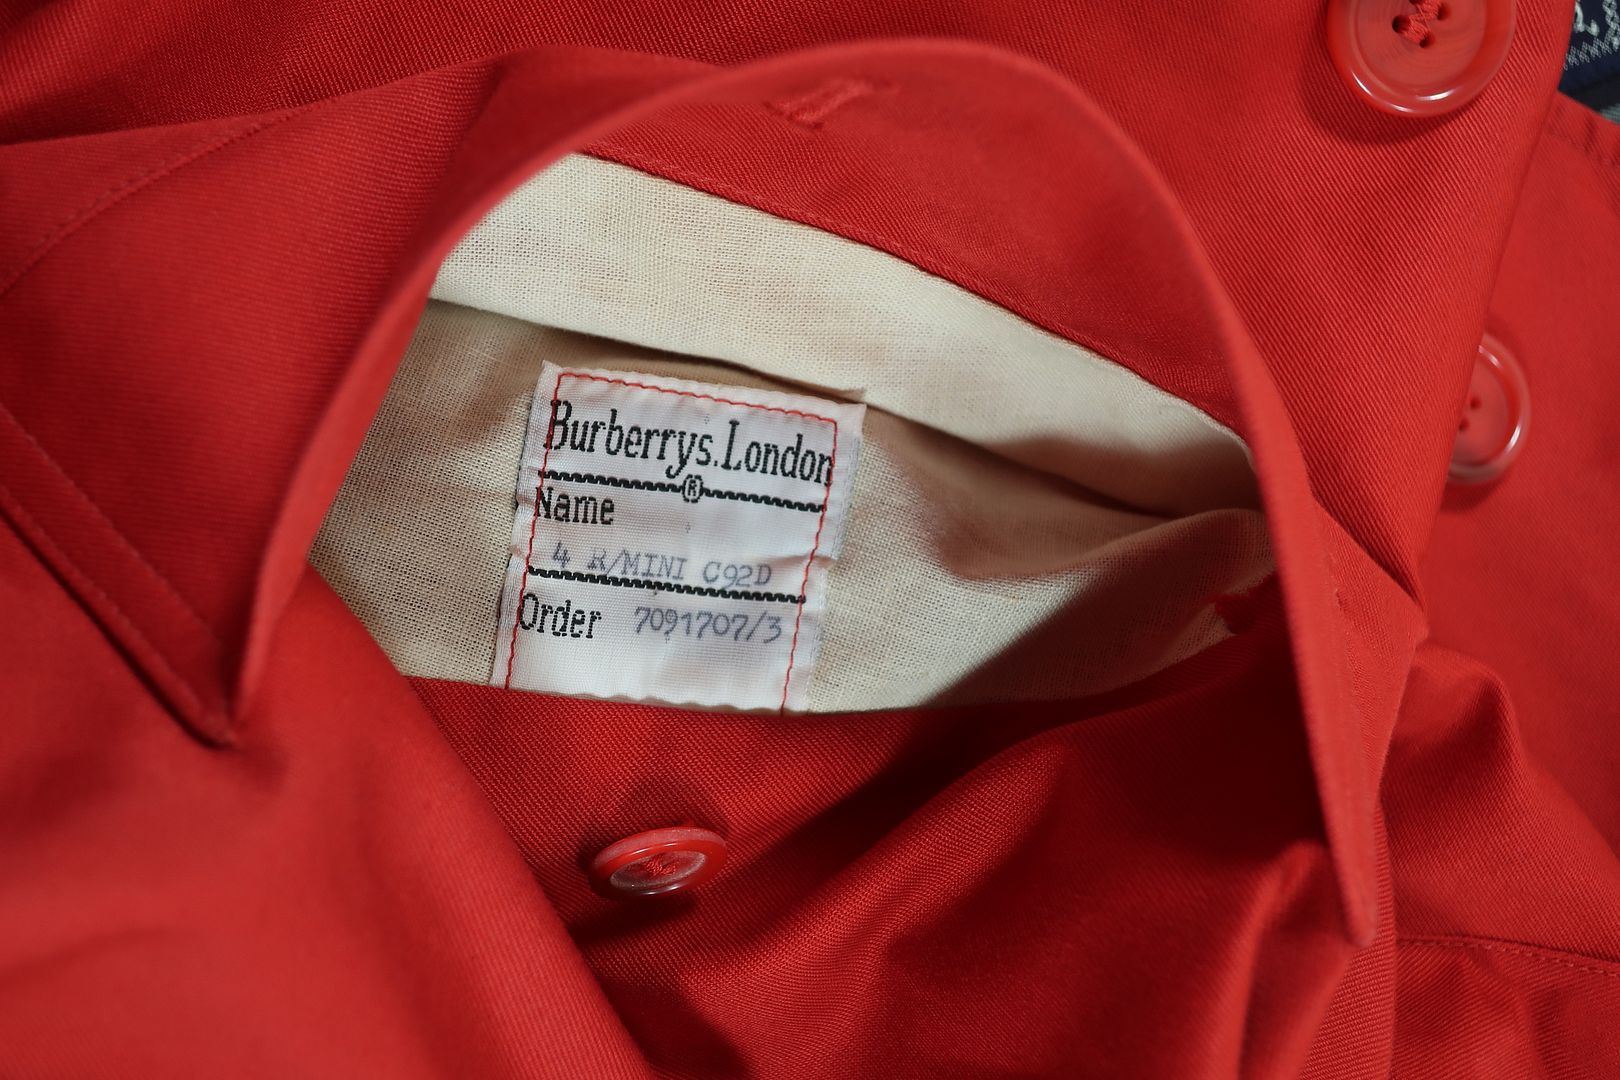 Burberrys. London
®
Name
4 R/MINI C92D
Order 7091707/3